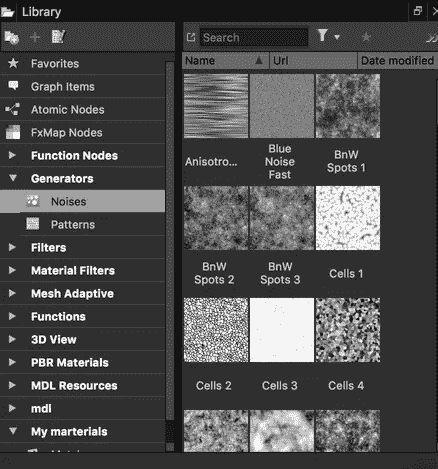 Library
Search
Name
Url
Date modified
Favorites
Graph Items
Atomic Nodes
FxMap Nodes
Function Nodes
Generators
Noises
Patterns
Filters
Material Filters
Mesh Adaptive
Functions
3D View
PBR Materials
MDL Resources
mdl
My marterials
Anisotro...
Blue
Noise
Fast
BnW
Spots 1
BnW
Spots 2
BnW
Spots 3
Cells 1
Cells 2
Cells 3
Cells 4